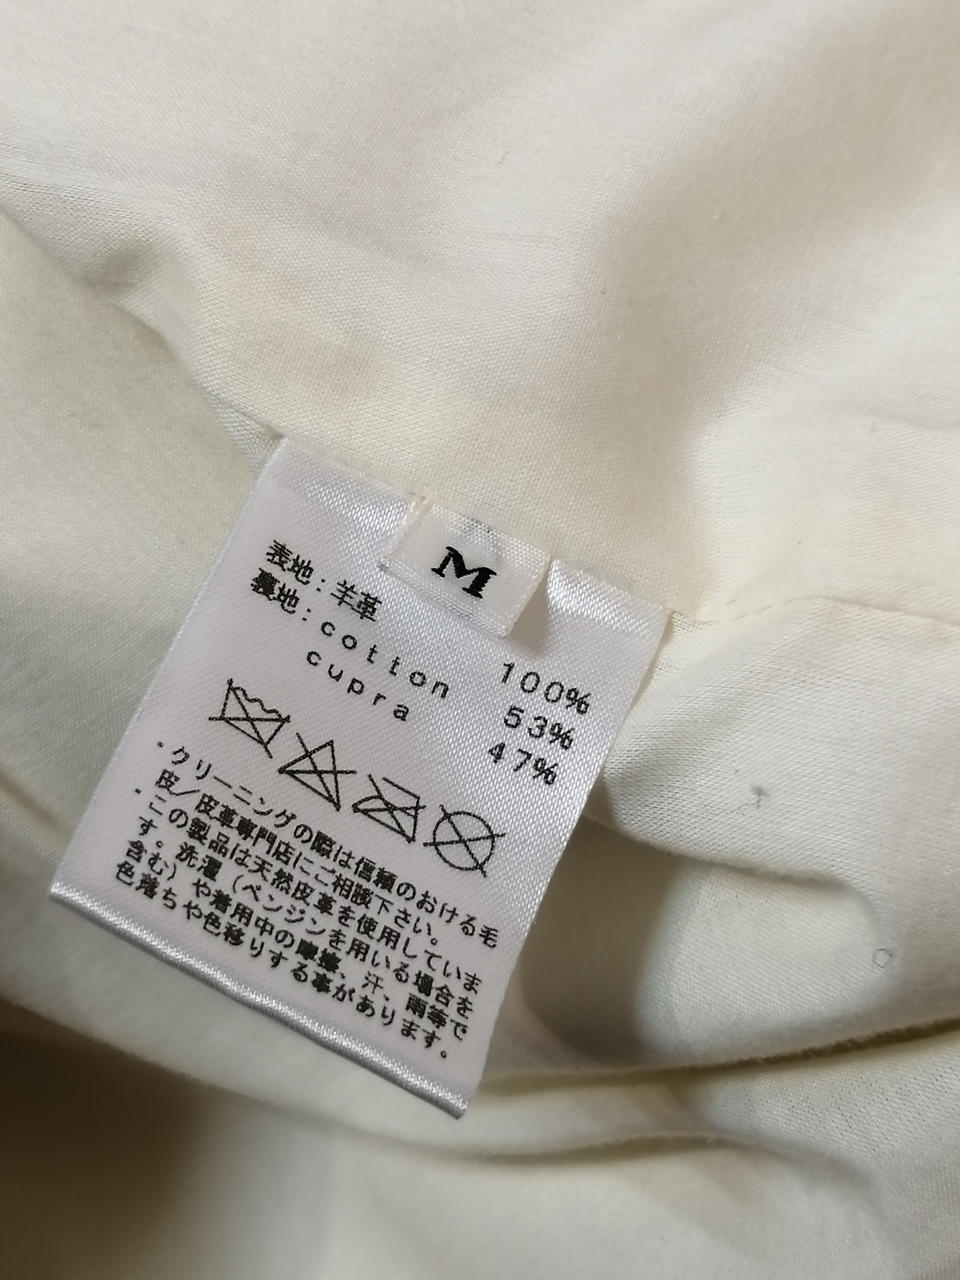 M
表地：羊革 100%
裏地：cotton 53%
cupra 47%
・クリーニングの際は信頼のおける毛
皮／皮革専門店にご相談下さい。
・この製品は天然皮革を使用していま
す。洗濯（ベンジンを用いる場合を
含む）や着用中の摩擦、汗、雨等で
色落ちや色移りする事があります。